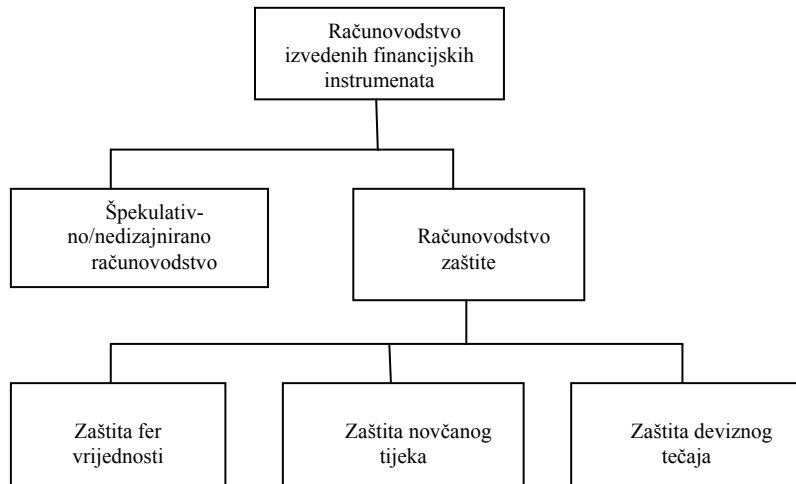 Računovodstvo
izvedenih financijskih
instrumenata
Špekulativ-
no/nedizajnirano
računovodstvo
Računovodstvo
zaštite
Zaštita fer
vrijednosti
Zaštita novčanog
tijeka
Zaštita deviznog
tečaja